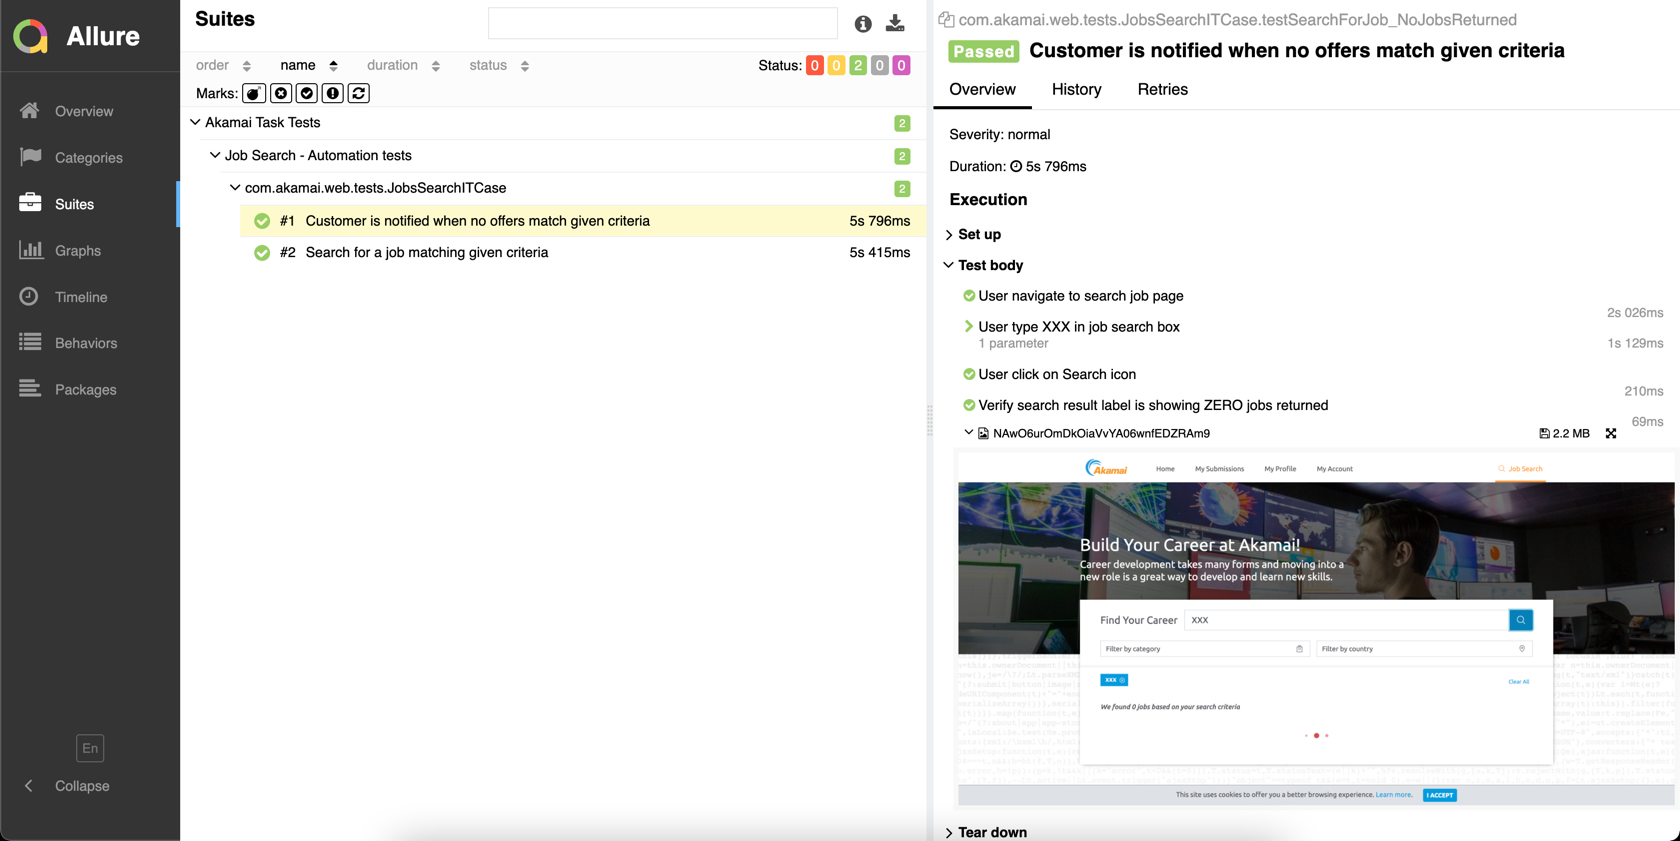 Allure
Overview
Categories
Suites
Graphs
Timeline
Behaviors
Packages
En
Collapse
Suites
order name duration status
Status: 0 0 2 0 0
Marks:
Akamai Task Tests 2
Job Search - Automation tests 2
com.akamai.web.tests.JobsSearchITCase 2
#1 Customer is notified when no offers match given criteria 5s 796ms
#2 Search for a job matching given criteria 5s 415ms
com.akamai.web.tests.JobsSearchITCase.testSearchForJob_NoJobsReturned
Passed Customer is notified when no offers match given criteria
Overview History Retries
Severity: normal
Duration: 5s 796ms
Execution
Set up
Test body
User navigate to search job page
2s 026ms
User type XXX in job search box
1 parameter 1s 129ms
User click on Search icon
210ms
Verify search result label is showing ZERO jobs returned
69ms
NAwO6urOmDkOiaVvYA06wnfEDZRAm9 2.2 MB
Akamai Home My Submissions My Profile My Account Job Search
Build Your Career at Akamai!
Career development takes many forms and moving into a
new role is a great way to develop and learn new skills.
Find Your Career XXX
Filter by category Filter by country
XXX Clear All
We found 0 jobs based on your search criteria
This site uses cookies to offer you a better browsing experience. Learn more. I ACCEPT
Tear down